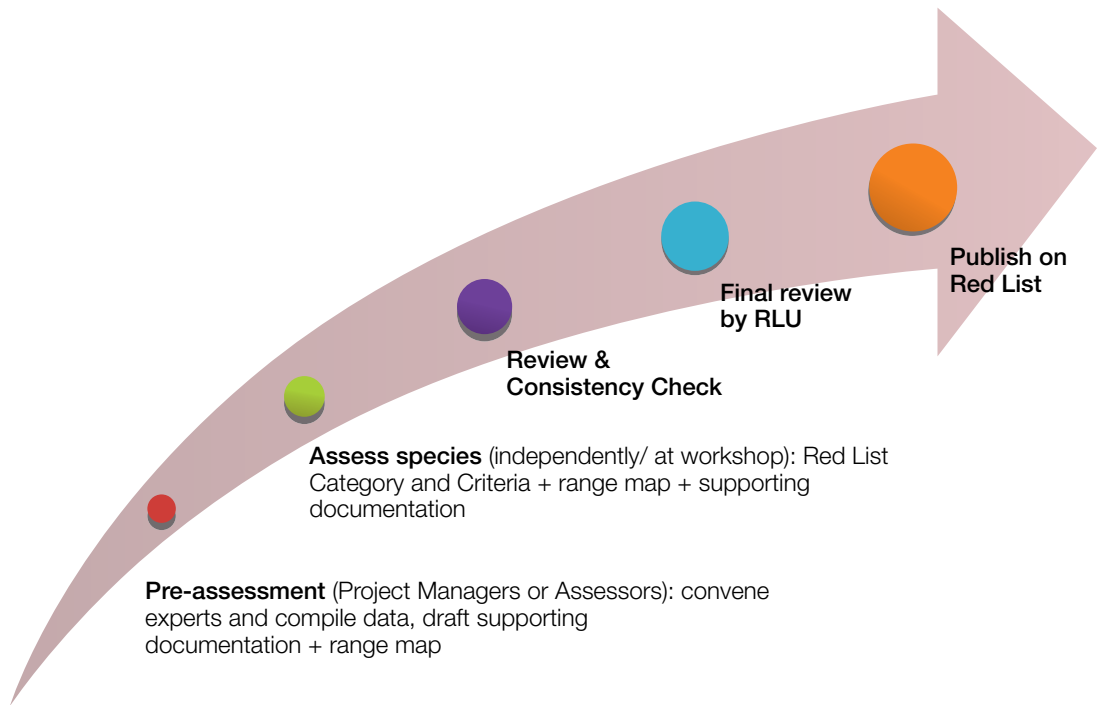 Publish on
Red List
Final review
by RLU
Review &
Consistency Check
Assess species (independently/ at workshop): Red List
Category and Criteria + range map + supporting
documentation
Pre-assessment (Project Managers or Assessors): convene
experts and compile data, draft supporting
documentation + range map